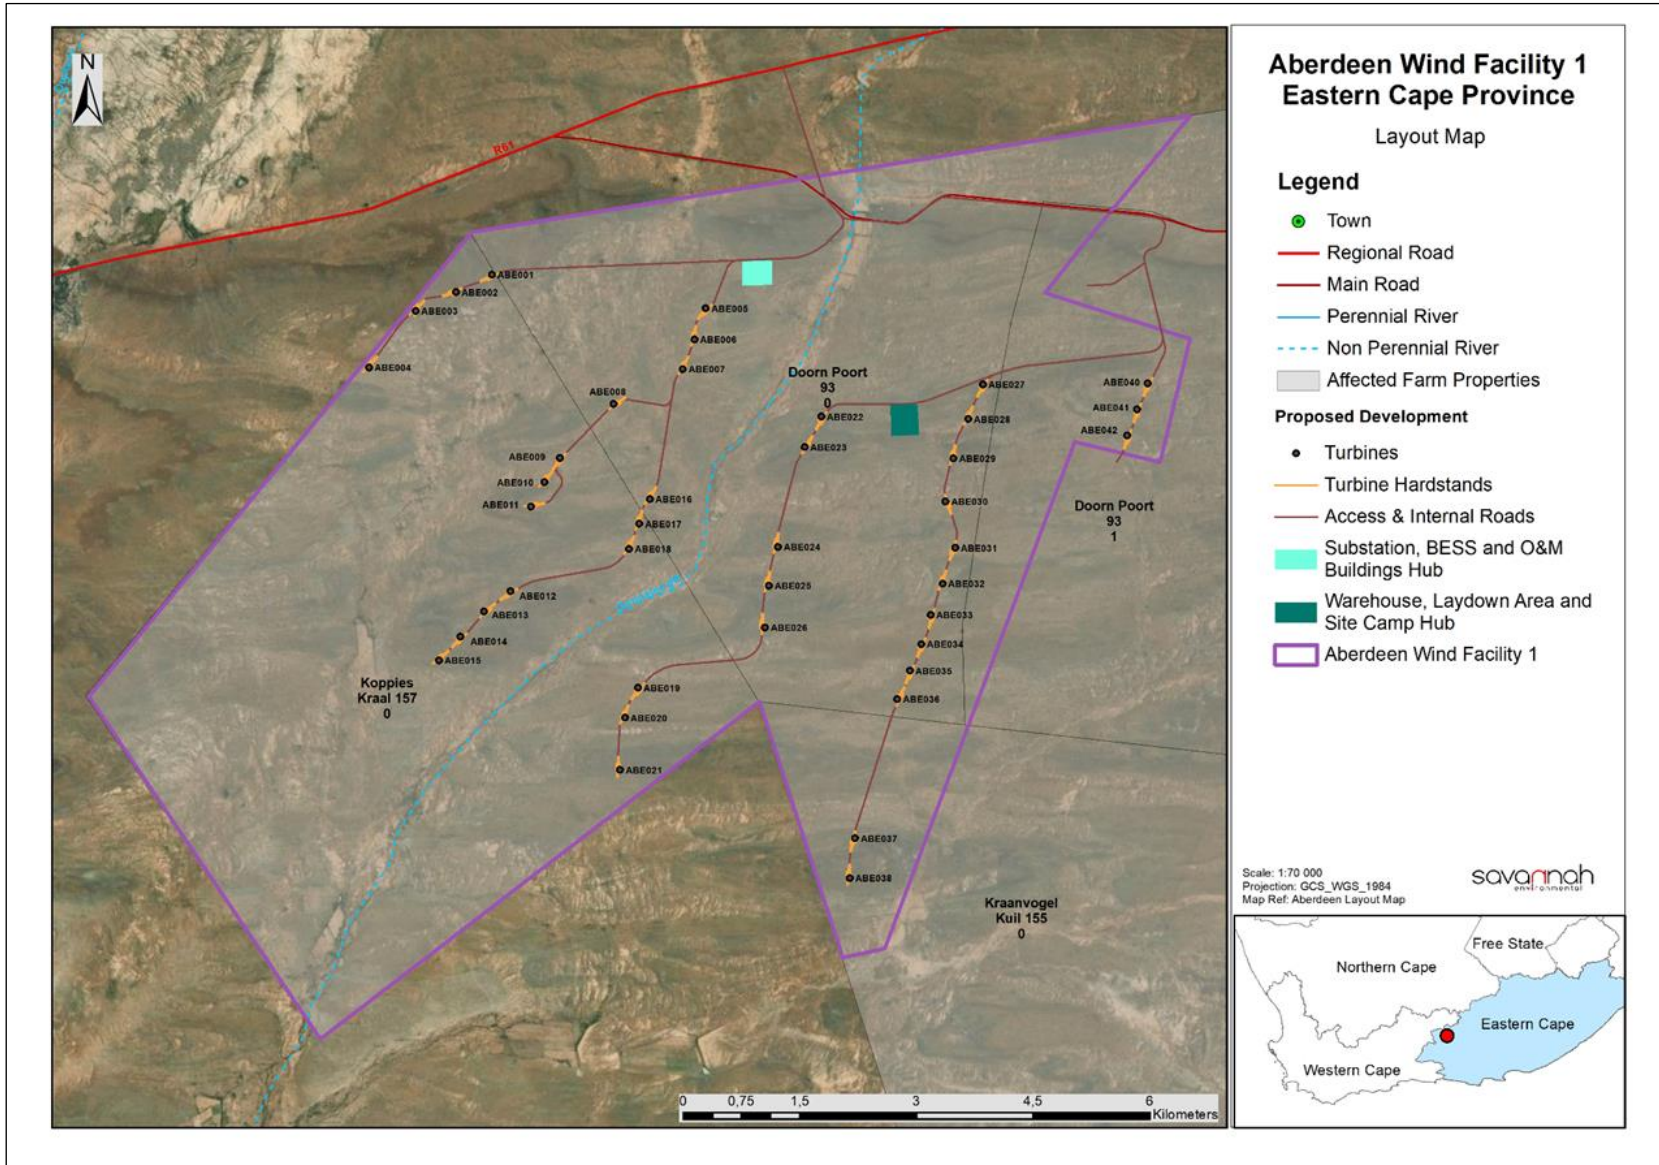 N
R61
ABE001
ABE002
ABE003
ABE004
ABE005
ABE006
ABE007
ABE008
ABE009
ABE010
ABE011
ABE016
ABE017
ABE018
ABE012
ABE013
ABE014
ABE015
Koppies
Kraal 157
0
Doorn Poort
93
0
ABE022
ABE023
ABE024
ABE025
ABE026
ABE019
ABE020
ABE021
ABE027
ABE028
ABE029
ABE030
ABE031
ABE032
ABE033
ABE034
ABE035
ABE036
ABE037
ABE038
ABE040
ABE041
ABE042
Doorn Poort
93
1
Kraanvogel
Kuil 155
0
0 0,75 1,5 3 4,5 6
Kilometers
Aberdeen Wind Facility 1
Eastern Cape Province
Layout Map
Legend
Town
Regional Road
Main Road
Perennial River
Non Perennial River
Affected Farm Properties
Proposed Development
Turbines
Turbine Hardstands
Access & Internal Roads
Substation, BESS and O&M
Buildings Hub
Warehouse, Laydown Area and
Site Camp Hub
Aberdeen Wind Facility 1
Scale: 1:70 000
Projection: GCS_WGS_1984
Map Ref: Aberdeen Layout Map
savannah
environmental
Free State
Northern Cape
Eastern Cape
Western Cape